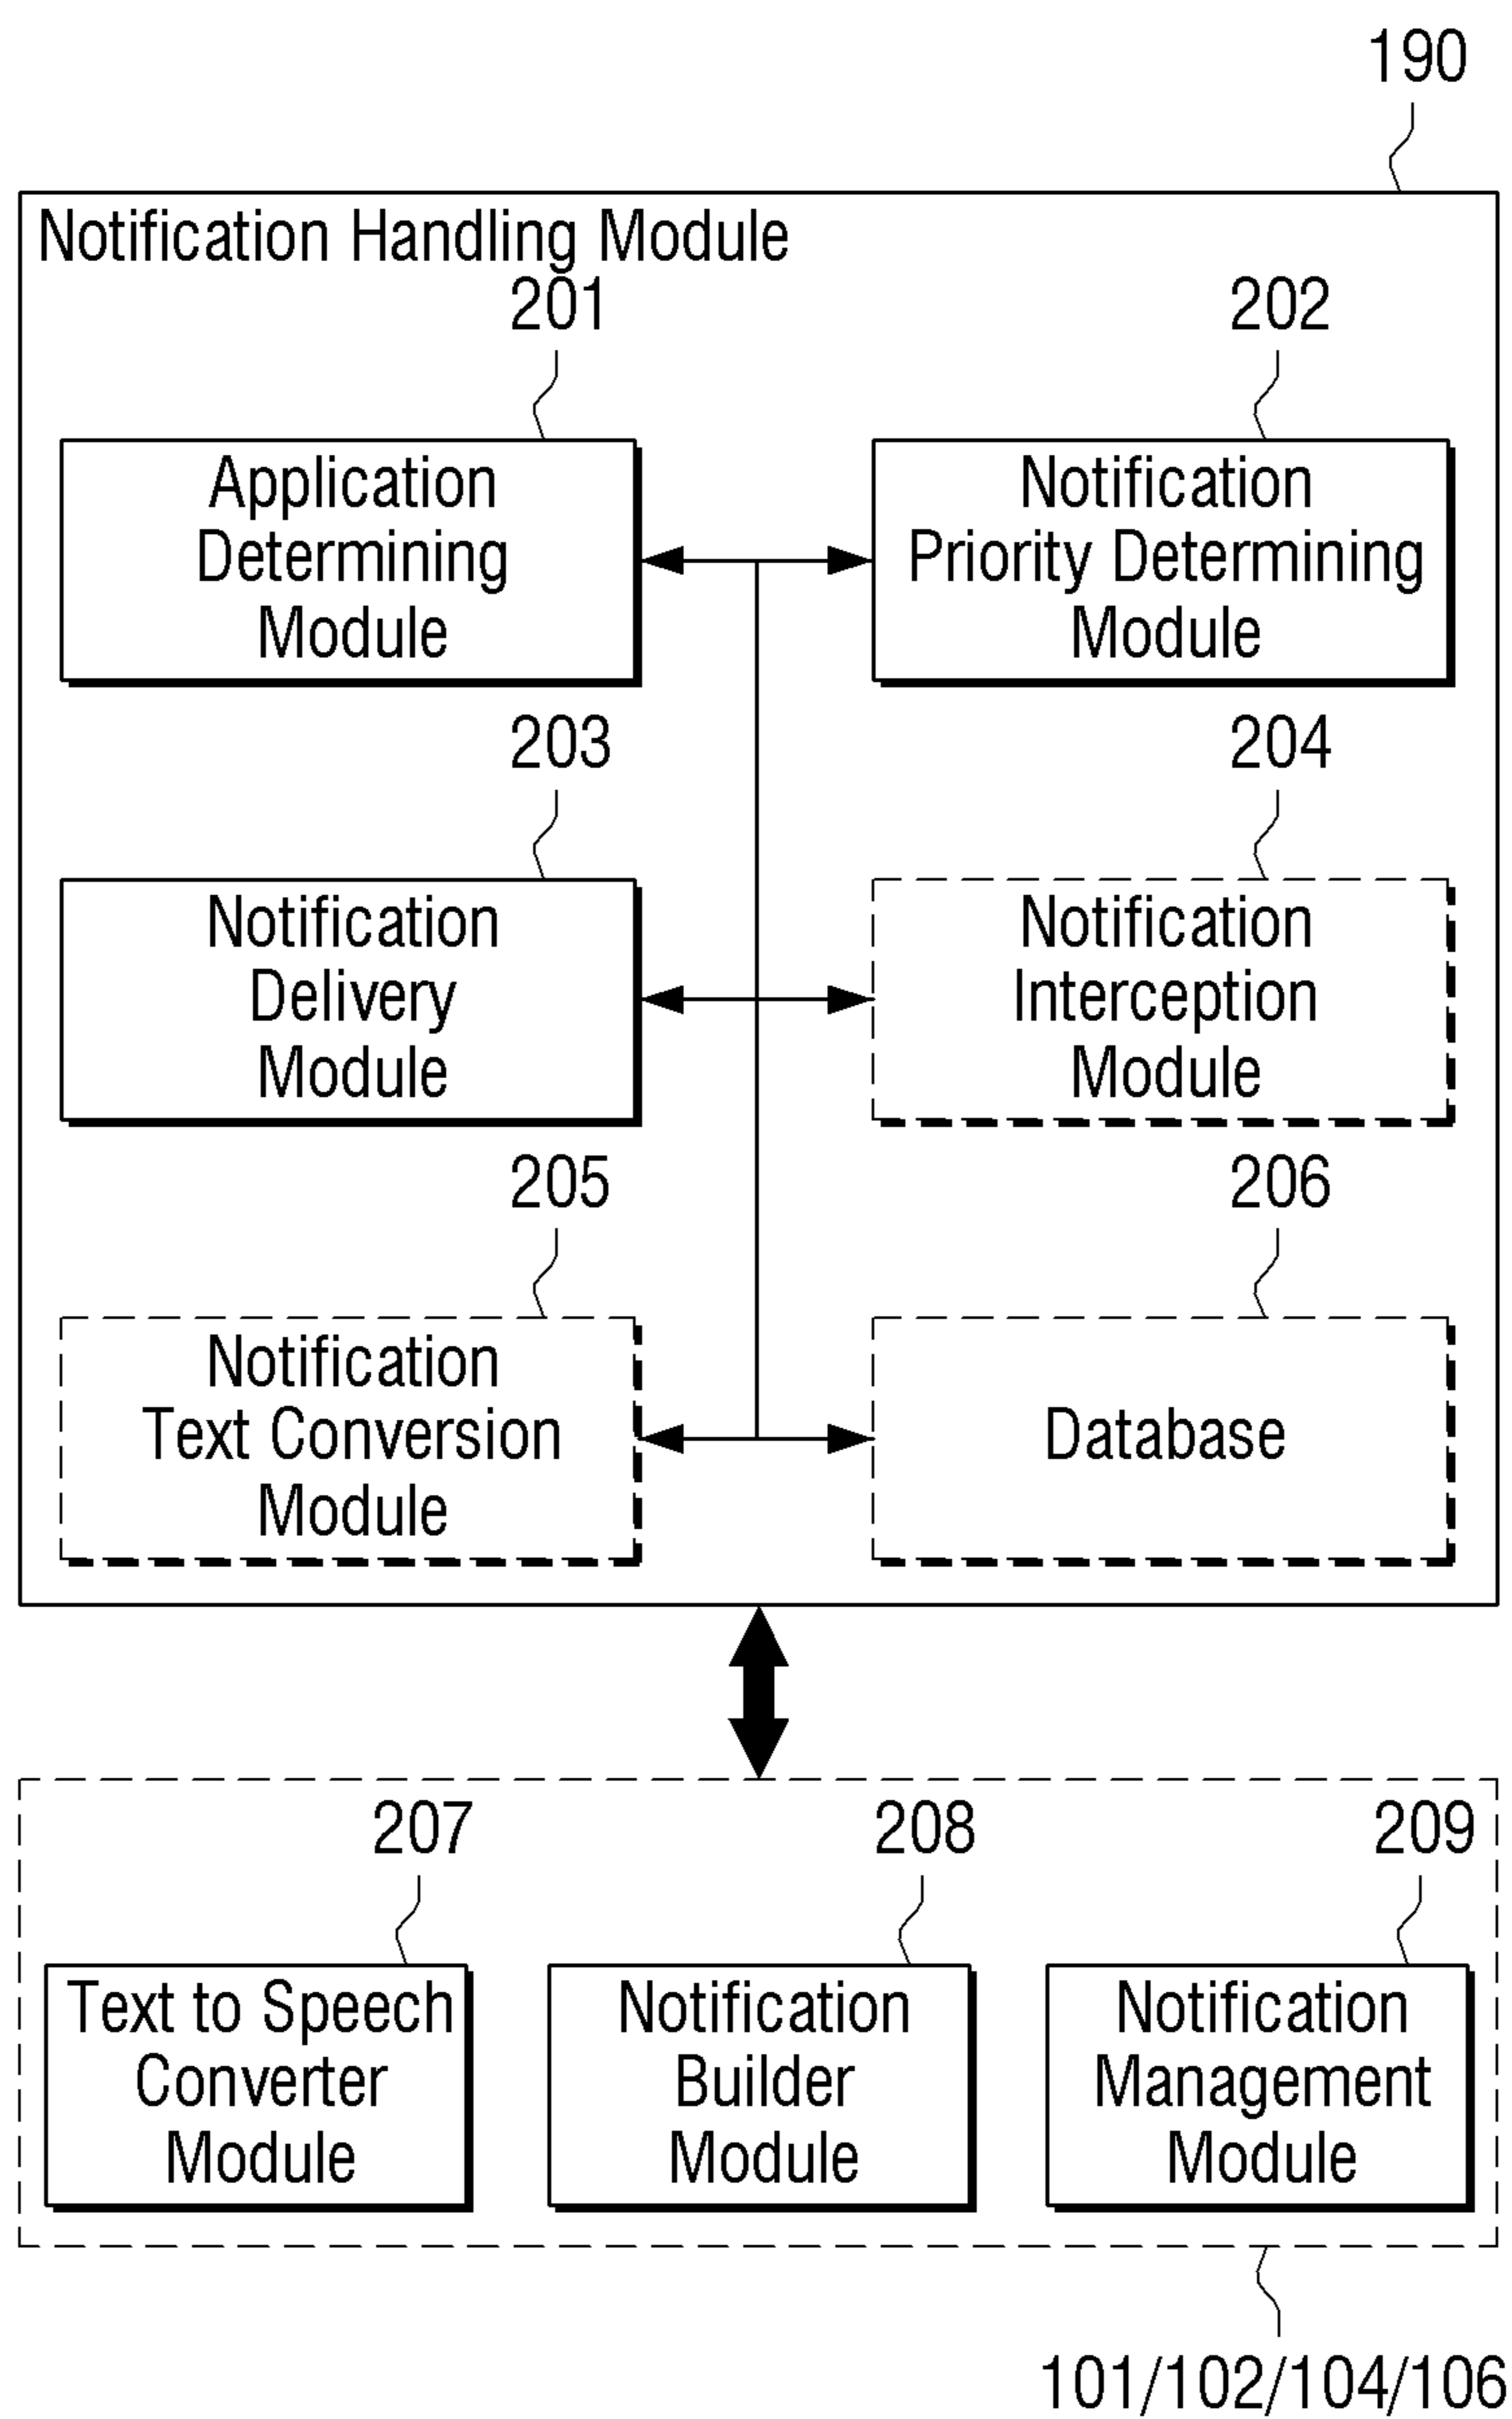 190
Notification Handling Module
201
202
Application
Determining
Module
Notification
Priority Determining
Module
203
204
Notification
Delivery
Module
Notification
Interception
Module
205
206
Notification
Text Conversion
Module
Database
207
208
209
Text to Speech
Converter
Module
Notification
Builder
Module
Notification
Management
Module
101/102/104/106